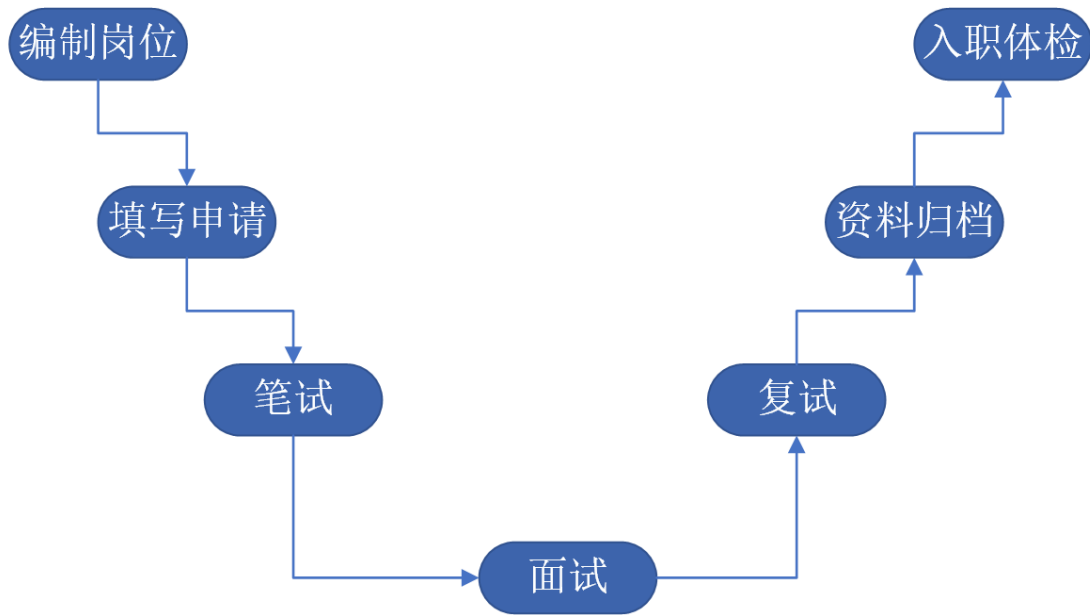 编制岗位
入职体检
填写申请
资料归档
笔试
复试
面试